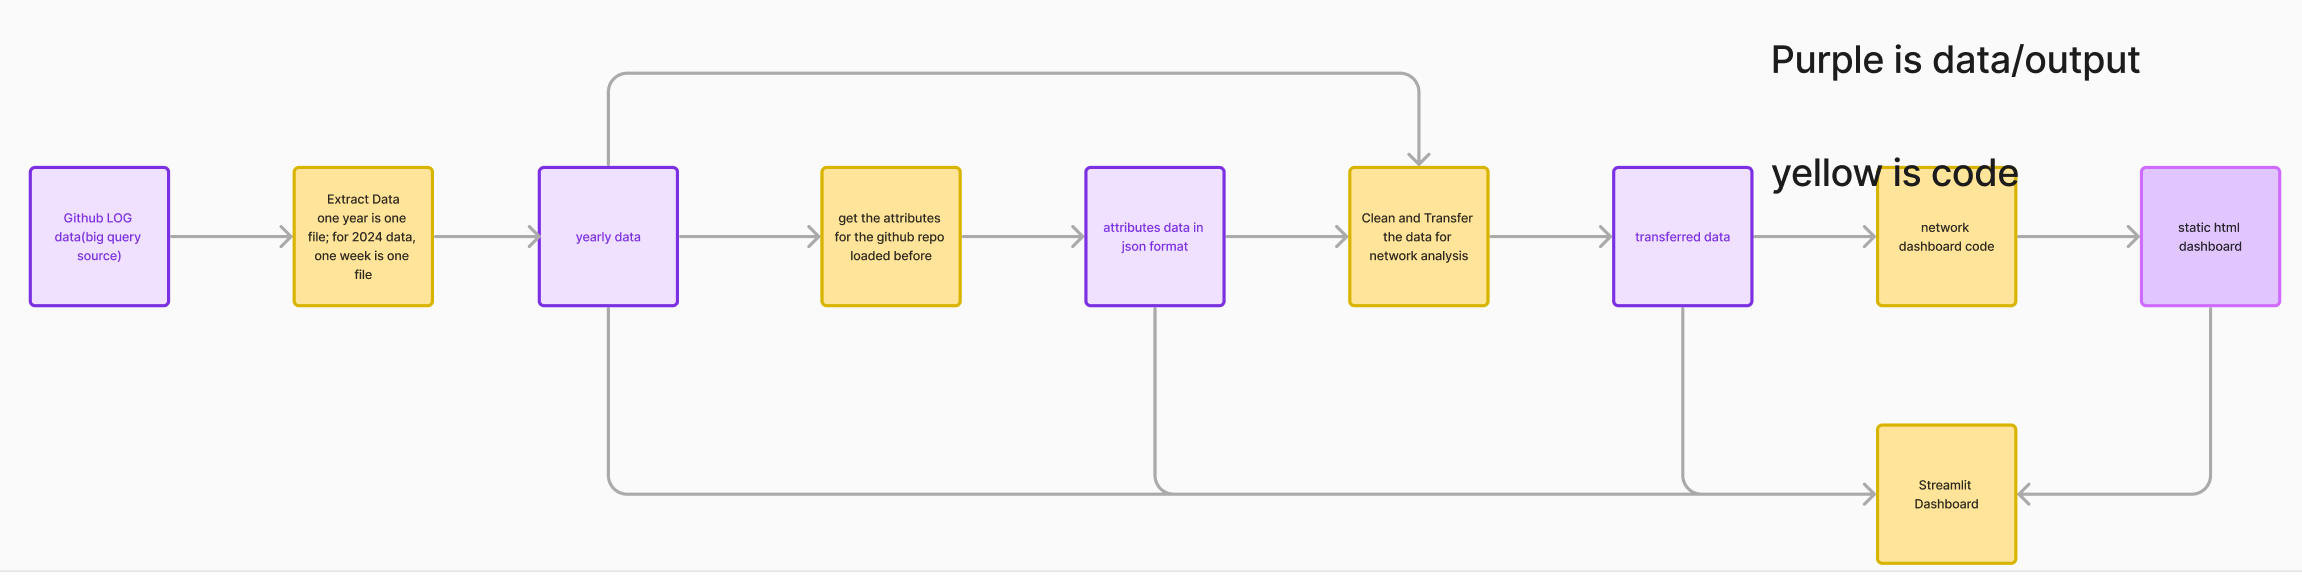 Purple is data/output
yellow is code
Github LOG
data(big query
source)
Extract Data
one year is one
file; for 2024 data,
one week is one
file
yearly data
get the attributes
for the github repo
loaded before
attributes data in
json format
Clean and Transfer
the data for
network analysis
transferred data
network
dashboard code
static html
dashboard
Streamlit
Dashboard